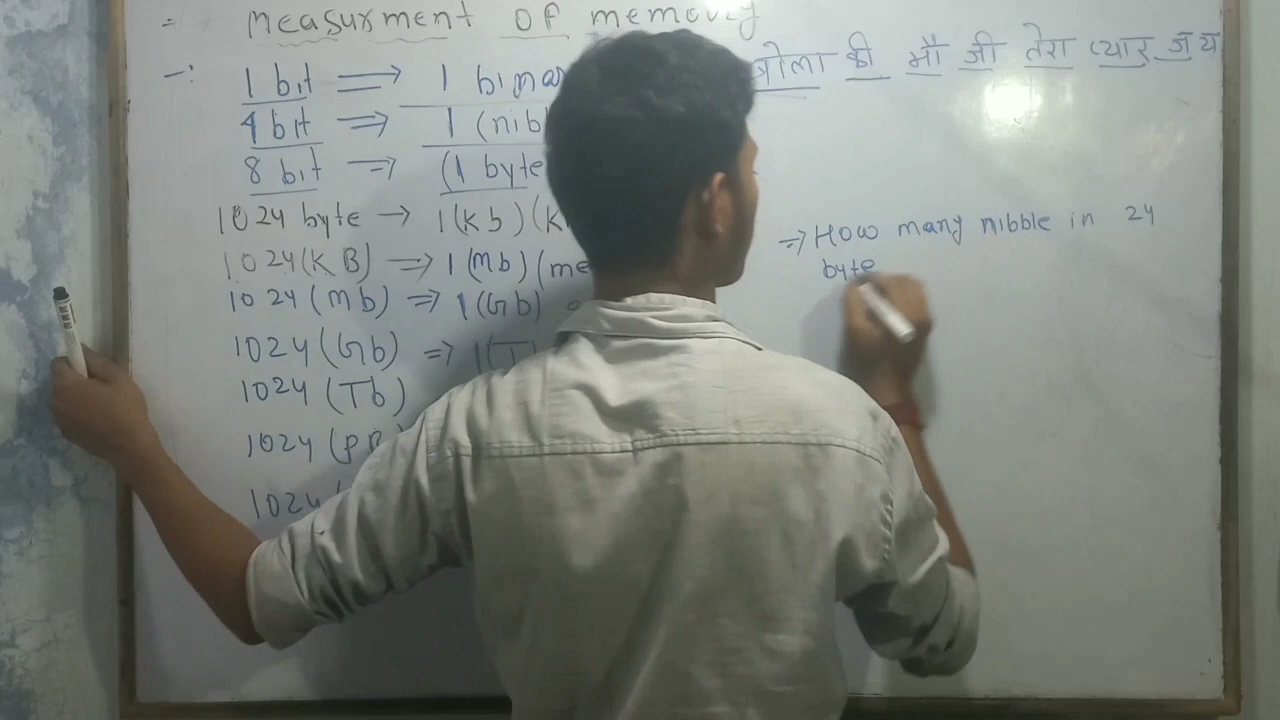 Measurment of memory
1 bit ⇒ 1 binar
बोला की माँ जी तेरा प्यार जय
4 bit ⇒ 1 (nib
8 bit ⇒ (1 byte
1024 byte → 1(Kb)(K
1024(KB) ⇒ 1(Mb)(me
1024(Mb) ⇒ 1(Gb)
1024(Gb) ⇒ 1(T
1024(Tb)
1024(PB)
1024(
⇒ How many nibble in 24
byte